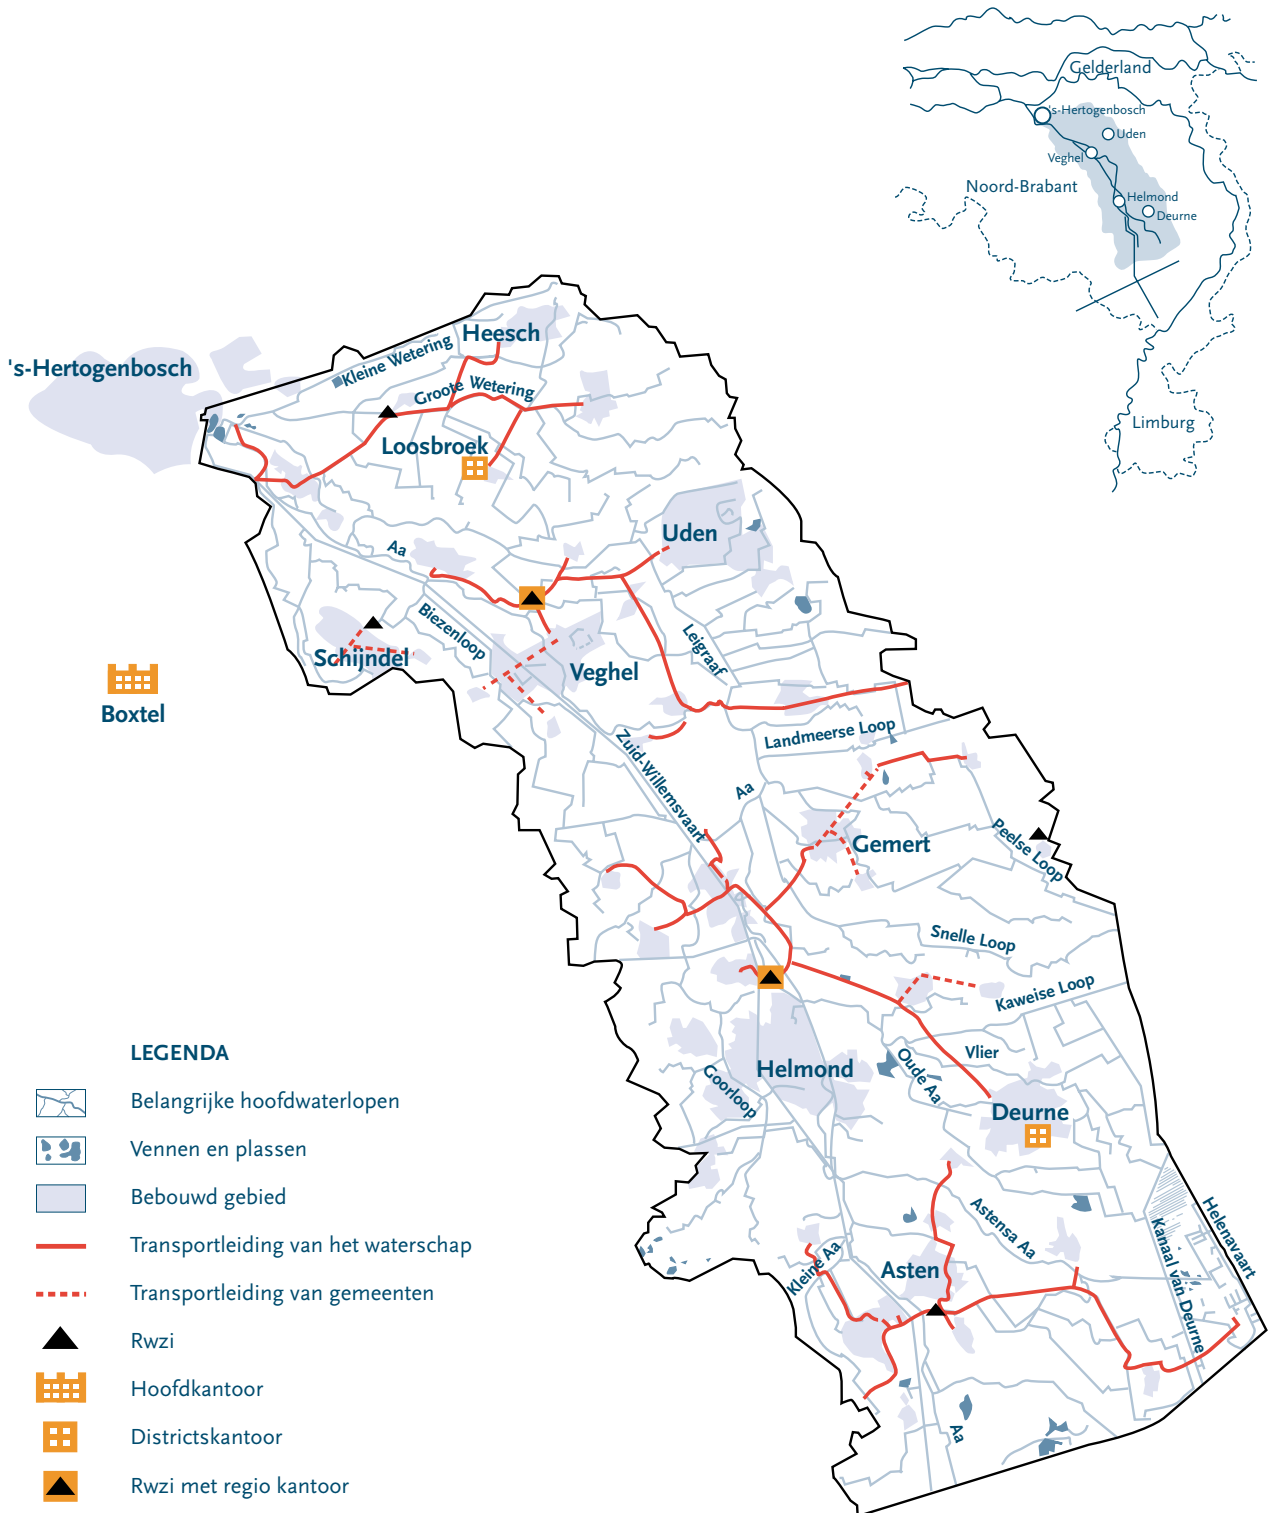 Gelderland
's-Hertogenbosch
Uden
Veghel
Noord-Brabant
Helmond
Deurne
Limburg
Heesch
's-Hertogenbosch
Kleine Wetering
Groote Wetering
Loosbroek
Uden
Aa
Biezenloop
Leigraaf
Schijndel
Veghel
Boxtel
Landmeerse Loop
Zuid-Willemsvaart
Aa
Gemert
Peelse Loop
Snelle Loop
Kaweise Loop
Vlier
Oude Aa
Helmond
Goorloop
Deurne
Astensa Aa
Helenavaart
Kanaal van Deurne
Kleine Aa
Asten
Aa
LEGENDA
Belangrijke hoofdwaterlopen
Vennen en plassen
Bebouwd gebied
Transportleiding van het waterschap
Transportleiding van gemeenten
Rwzi
Hoofdkantoor
Districtskantoor
Rwzi met regio kantoor